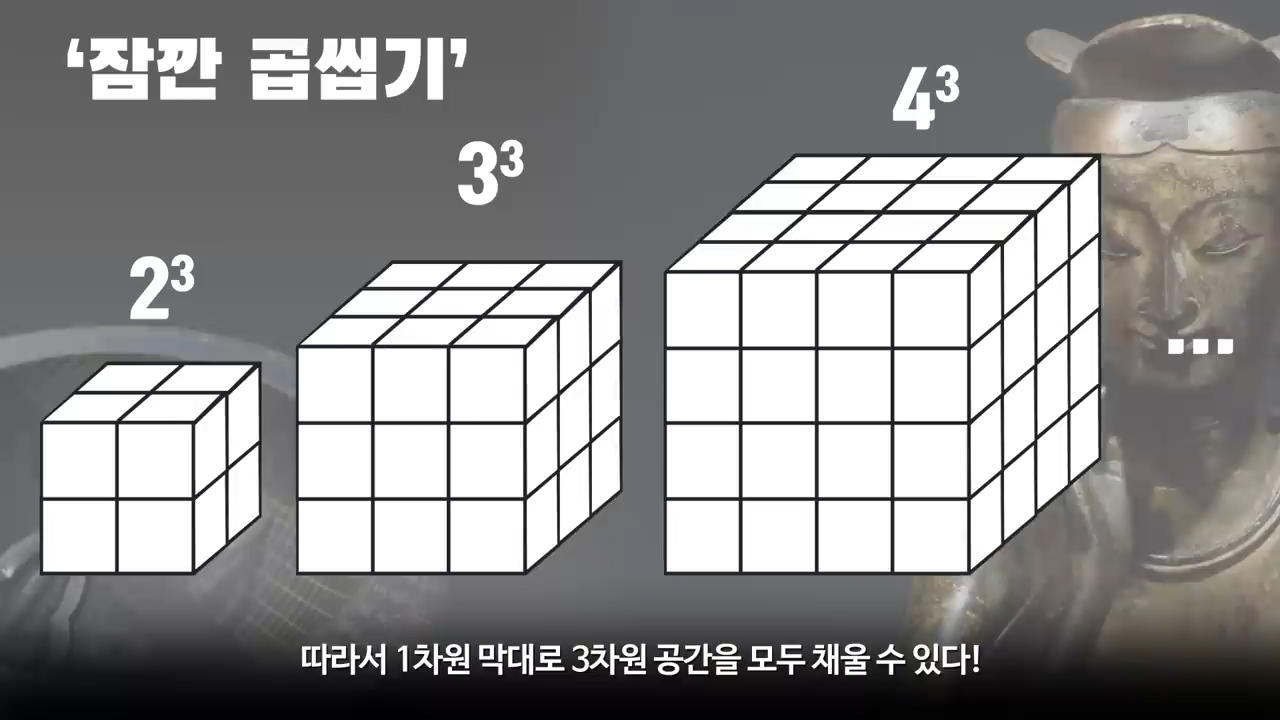 ‘잠깐 곱씹기’
4³
3³
2³
...
따라서 1차원 막대로 3차원 공간을 모두 채울 수 있다!